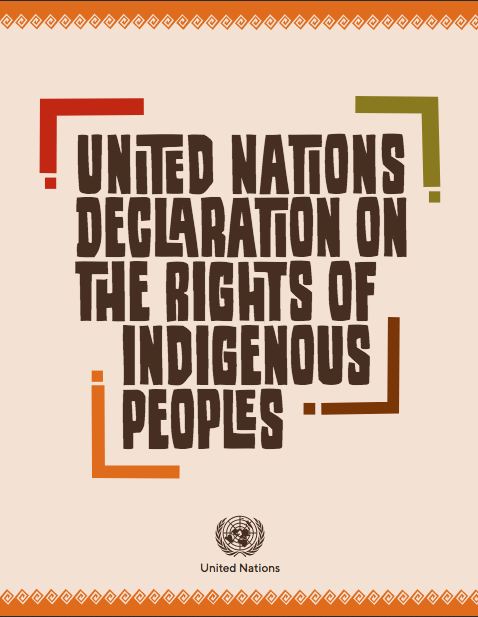 UNITED NATIONS
DECLARATION ON
THE RIGHTS OF
INDIGENOUS
PEOPLES
United Nations